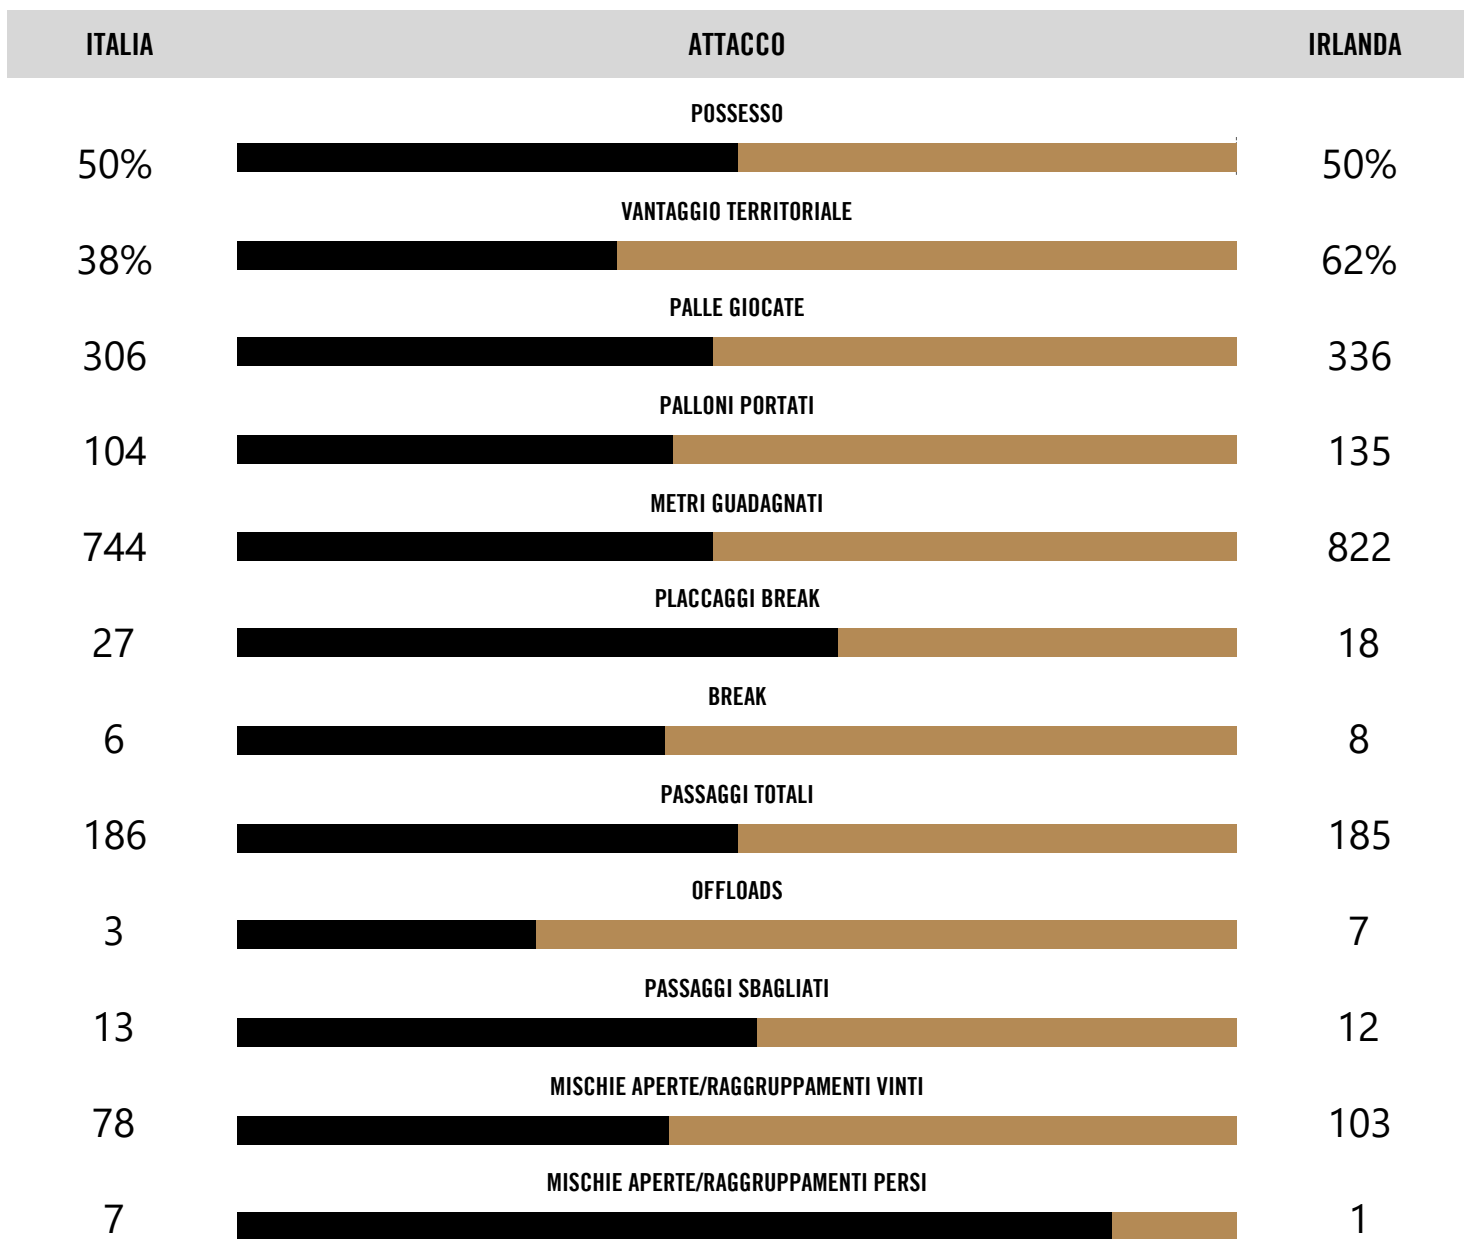 ITALIA ATTACCO IRLANDA
POSSESSO
50% 50%
VANTAGGIO TERRITORIALE
38% 62%
PALLE GIOCATE
306 336
PALLONI PORTATI
104 135
METRI GUADAGNATI
744 822
PLACCAGGI BREAK
27 18
BREAK
6 8
PASSAGGI TOTALI
186 185
OFFLOADS
3 7
PASSAGGI SBAGLIATI
13 12
MISCHIE APERTE/RAGGRUPPAMENTI VINTI
78 103
MISCHIE APERTE/RAGGRUPPAMENTI PERSI
7 1